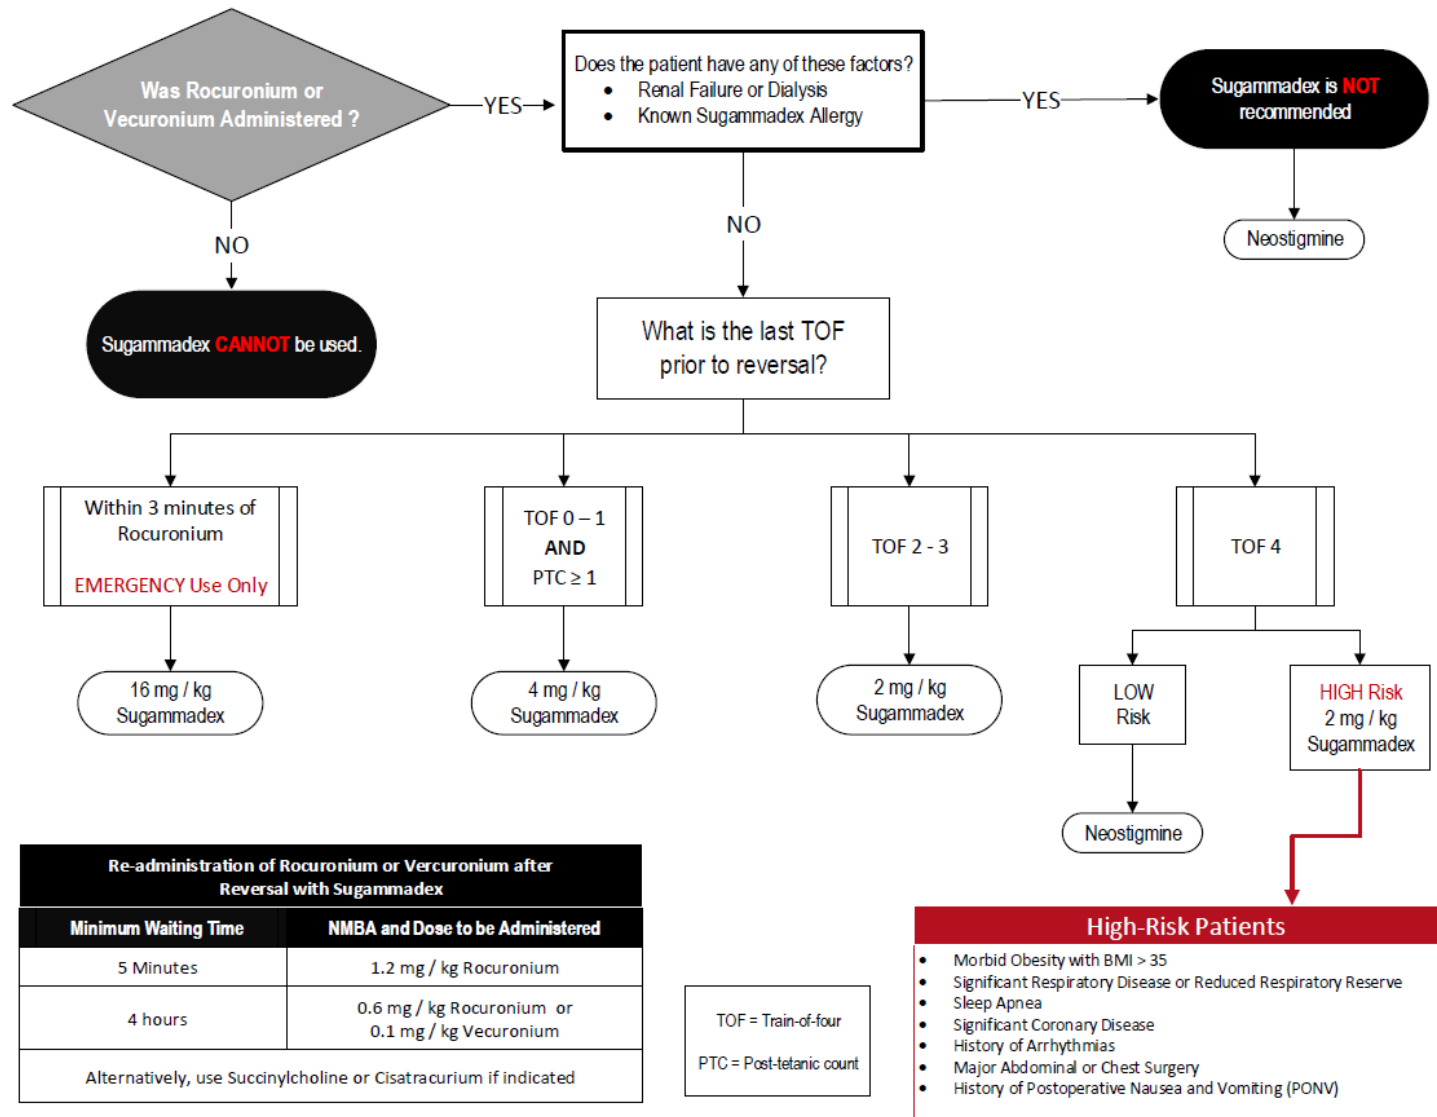 Was Rocuronium or
Vecuronium Administered ?
YES
Does the patient have any of these factors?
• Renal Failure or Dialysis
• Known Sugammadex Allergy
YES
Sugammadex is NOT
recommended
Neostigmine
NO
Sugammadex CANNOT be used.
NO
What is the last TOF
prior to reversal?
Within 3 minutes of
Rocuronium
EMERGENCY Use Only
16 mg / kg
Sugammadex
TOF 0 – 1
AND
PTC ≥ 1
4 mg / kg
Sugammadex
TOF 2 - 3
2 mg / kg
Sugammadex
TOF 4
LOW
Risk
Neostigmine
HIGH Risk
2 mg / kg
Sugammadex
Re-administration of Rocuronium or Vercuronium after
Reversal with Sugammadex
Minimum Waiting Time
NMBA and Dose to be Administered
5 Minutes
1.2 mg / kg Rocuronium
4 hours
0.6 mg / kg Rocuronium or
0.1 mg / kg Vecuronium
Alternatively, use Succinylcholine or Cisatracurium if indicated
TOF = Train-of-four
PTC = Post-tetanic count
High-Risk Patients
• Morbid Obesity with BMI > 35
• Significant Respiratory Disease or Reduced Respiratory Reserve
• Sleep Apnea
• Significant Coronary Disease
• History of Arrhythmias
• Major Abdominal or Chest Surgery
• History of Postoperative Nausea and Vomiting (PONV)